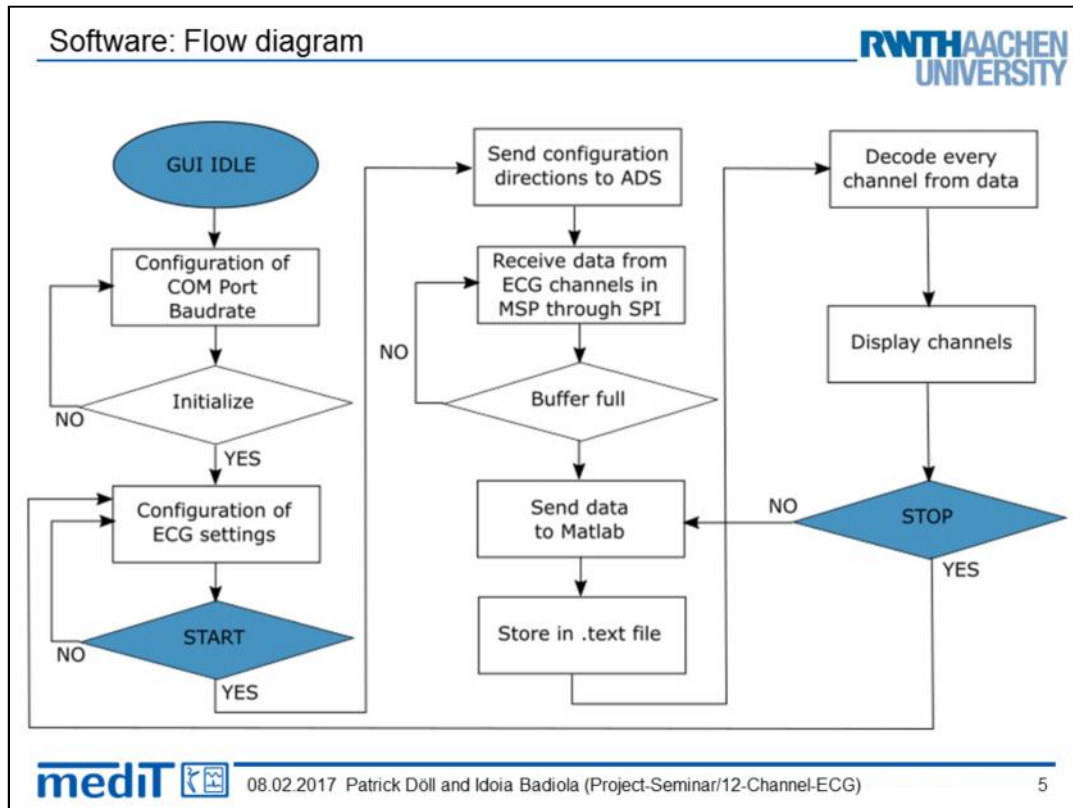 Software: Flow diagram
RWTHAACHEN
UNIVERSITY
GUI IDLE
Configuration of
COM Port
Baudrate
Initialize
NO
YES
Configuration of
ECG settings
START
NO
YES
Send configuration
directions to ADS
Receive data from
ECG channels in
MSP through SPI
NO
Buffer full
Send data
to Matlab
Store in .text file
Decode every
channel from data
Display channels
NO
STOP
YES
mediT
08.02.2017 Patrick Döll and Idoia Badiola (Project-Seminar/12-Channel-ECG)
5